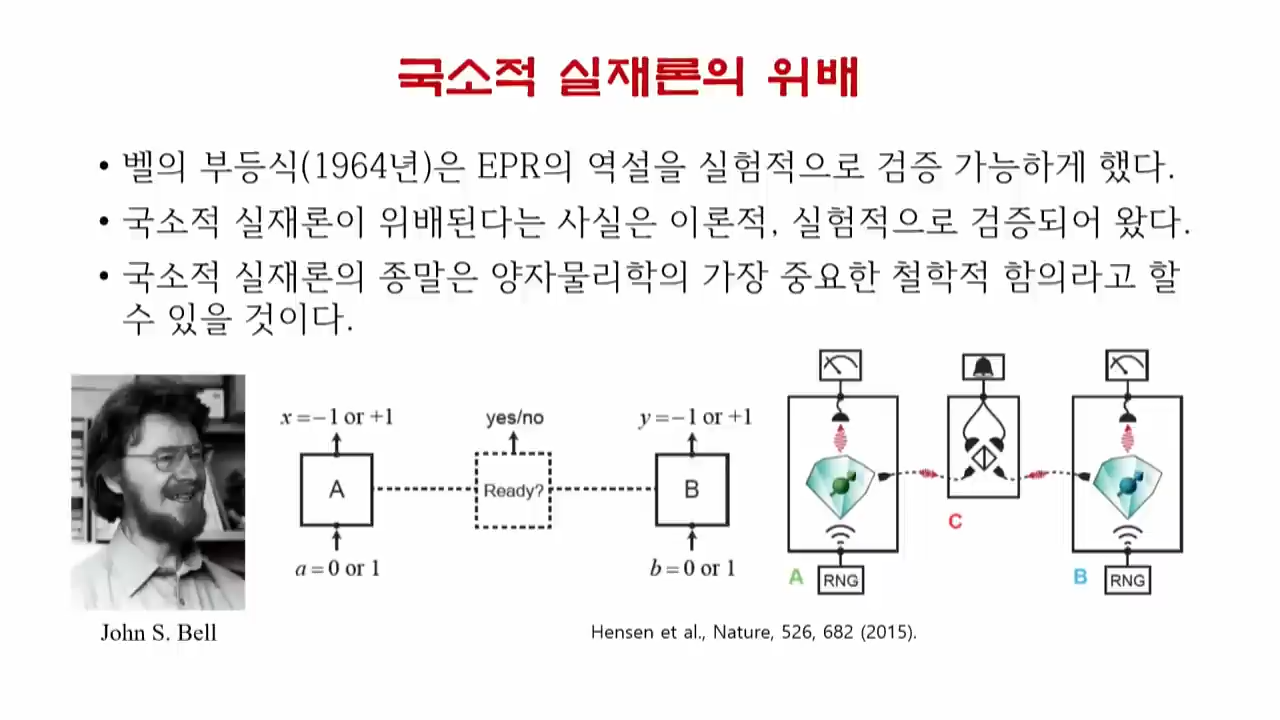 국소적 실재론의 위배
• 벨의 부등식(1964년)은 EPR의 역설을 실험적으로 검증 가능하게 했다.
• 국소적 실재론이 위배된다는 사실은 이론적, 실험적으로 검증되어 왔다.
• 국소적 실재론의 종말은 양자물리학의 가장 중요한 철학적 함의라고 할
수 있을 것이다.
x=−1 or +1
yes/no
y=−1 or +1
A
Ready?
B
a=0 or 1
b=0 or 1
C
A
RNG
B
RNG
John S. Bell
Hensen et al., Nature, 526, 682 (2015).